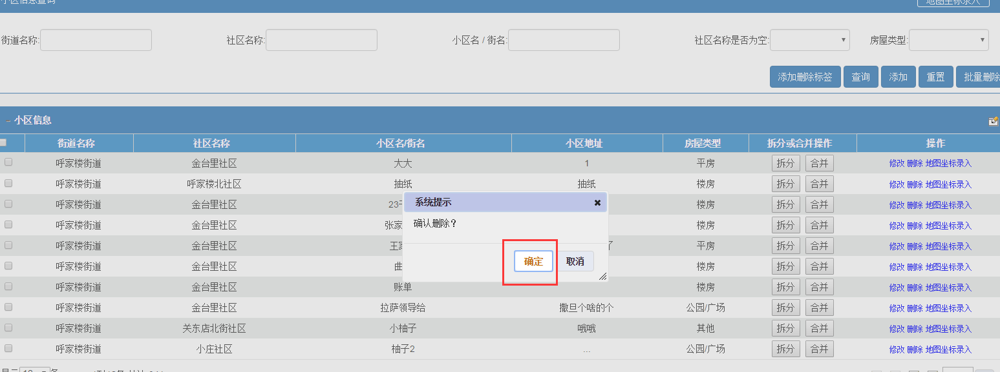 小区信息查询
地图坐标录入
街道名称: 社区名称: 小区名 / 街名: 社区名称是否为空: 房屋类型:
添加删除标签 查询 添加 重置 批量删除
小区信息
街道名称 社区名称 小区名/街名 小区地址 房屋类型 拆分或合并操作 操作
呼家楼街道 金台里社区 大大 1 平房 拆分 合并 修改 删除 地图坐标录入
呼家楼街道 呼家楼北社区 抽纸 抽纸 楼房 拆分 合并 修改 删除 地图坐标录入
呼家楼街道 金台里社区 23 楼房 拆分 合并 修改 删除 地图坐标录入
呼家楼街道 金台里社区 张家 楼房 拆分 合并 修改 删除 地图坐标录入
呼家楼街道 金台里社区 王家 平房 拆分 合并 修改 删除 地图坐标录入
呼家楼街道 金台里社区 曲 楼房 拆分 合并 修改 删除 地图坐标录入
呼家楼街道 金台里社区 账单 楼房 拆分 合并 修改 删除 地图坐标录入
呼家楼街道 金台里社区 拉萨领导给 撒旦个啥的个 公园/广场 拆分 合并 修改 删除 地图坐标录入
呼家楼街道 关东店北街社区 小柚子 哦哦 其他 拆分 合并 修改 删除 地图坐标录入
呼家楼街道 小庄社区 柚子2 ... 公园/广场 拆分 合并 修改 删除 地图坐标录入
系统提示
确认删除?
确定 取消